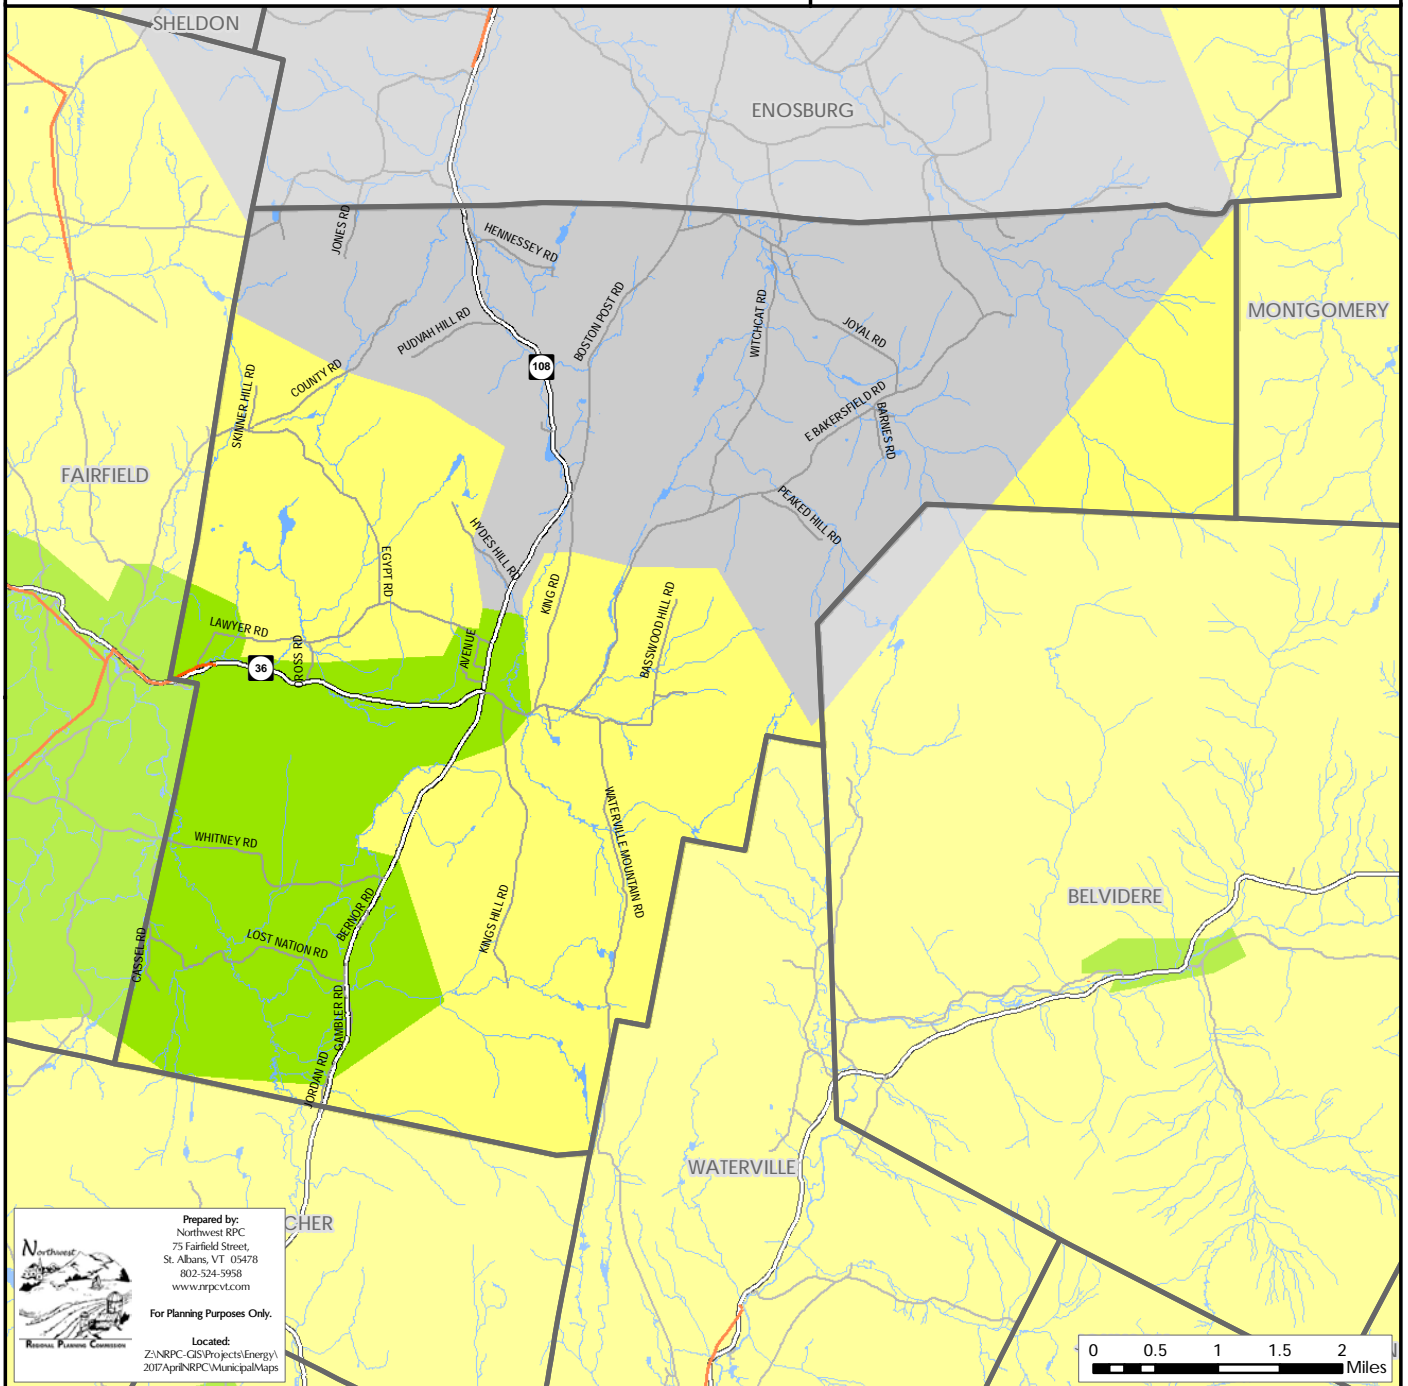 SHELDON
ENOSBURG
JONES RD
HENNESSEY RD
BOSTON POST RD
WITCHCAT RD
JOYAL RD
MONTGOMERY
PUDVAH HILL RD
108
COUNTY RD
SKINNER HILL RD
E BAKERSFIELD RD
BARNES RD
FAIRFIELD
PEAKED HILL RD
HYDES HILL RD
EGYPT RD
KING RD
BASSWOOD HILL RD
LAWYER RD
CROSS RD
AVENUE
36
WATERVILLE MOUNTAIN RD
WHITNEY RD
BERNOR RD
KINGS HILL RD
BELVIDERE
LOST NATION RD
CASSEL RD
GAMBLER RD
JORDAN RD
WATERVILLE
CHER
Northwest
REGIONAL PLANNING COMMISSION
Prepared by:
Northwest RPC
75 Fairfield Street,
St. Albans, VT 05478
802-524-5958
www.nrpcvt.com
For Planning Purposes Only.
Located:
Z:\NRPC-GIS\Projects\Energy\
2017AprilNRPC\MunicipalMaps
0 0.5 1 1.5 2
Miles